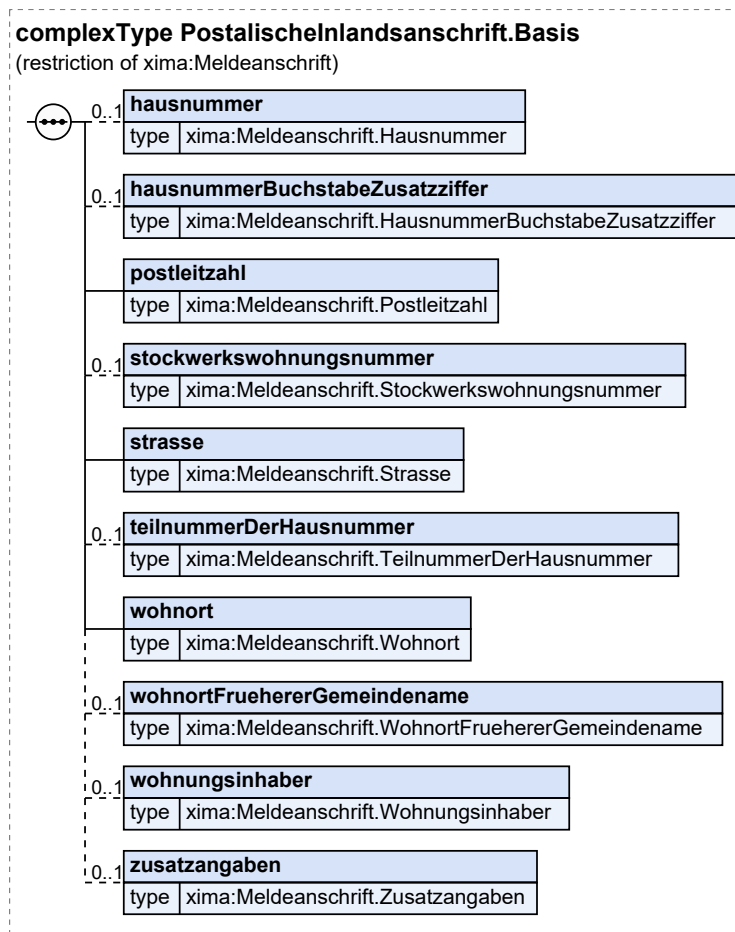 complexType PostalischeInlandsanschrift.Basis
(restriction of xima:Meldeanschrift)
0..1 hausnummer
type xima:Meldeanschrift.Hausnummer
0..1 hausnummerBuchstabeZusatzziffer
type xima:Meldeanschrift.HausnummerBuchstabeZusatzziffer
postleitzahl
type xima:Meldeanschrift.Postleitzahl
0..1 stockwerkswohnungsnummer
type xima:Meldeanschrift.Stockwerkswohnungsnummer
strasse
type xima:Meldeanschrift.Strasse
0..1 teilnummerDerHausnummer
type xima:Meldeanschrift.TeilnummerDerHausnummer
wohnort
type xima:Meldeanschrift.Wohnort
0..1 wohnortFruehererGemeindename
type xima:Meldeanschrift.WohnortFruehererGemeindename
0..1 wohnungsinhaber
type xima:Meldeanschrift.Wohnungsinhaber
0..1 zusatzangaben
type xima:Meldeanschrift.Zusatzangaben